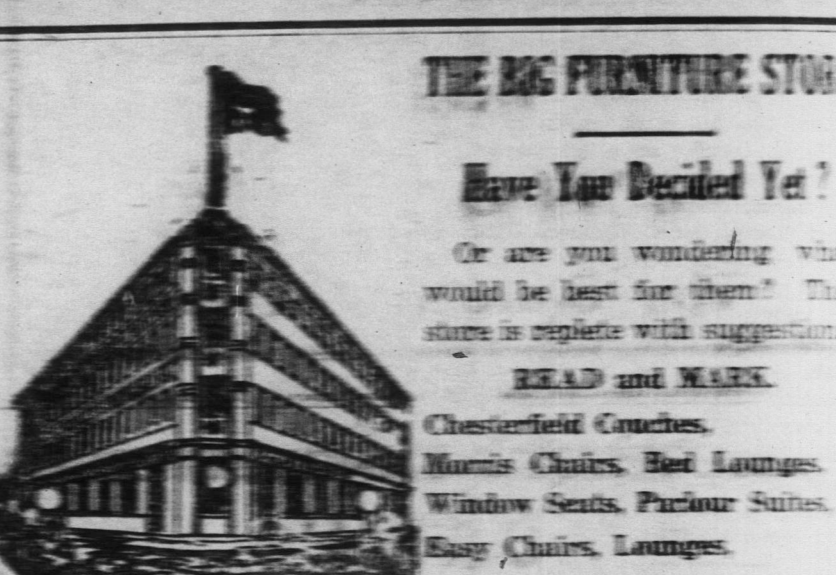 THE BIG FURNITURE STOR
Have You Decided Yet?
Or are you wondering
would be best for them? Th
store is replete with suggestion
READ and MARK.
Chesterfield Couches,
Morris Chairs, Bed Lounges,
Window Seats, Parlour Suites,
Easy Chairs, Lounges.